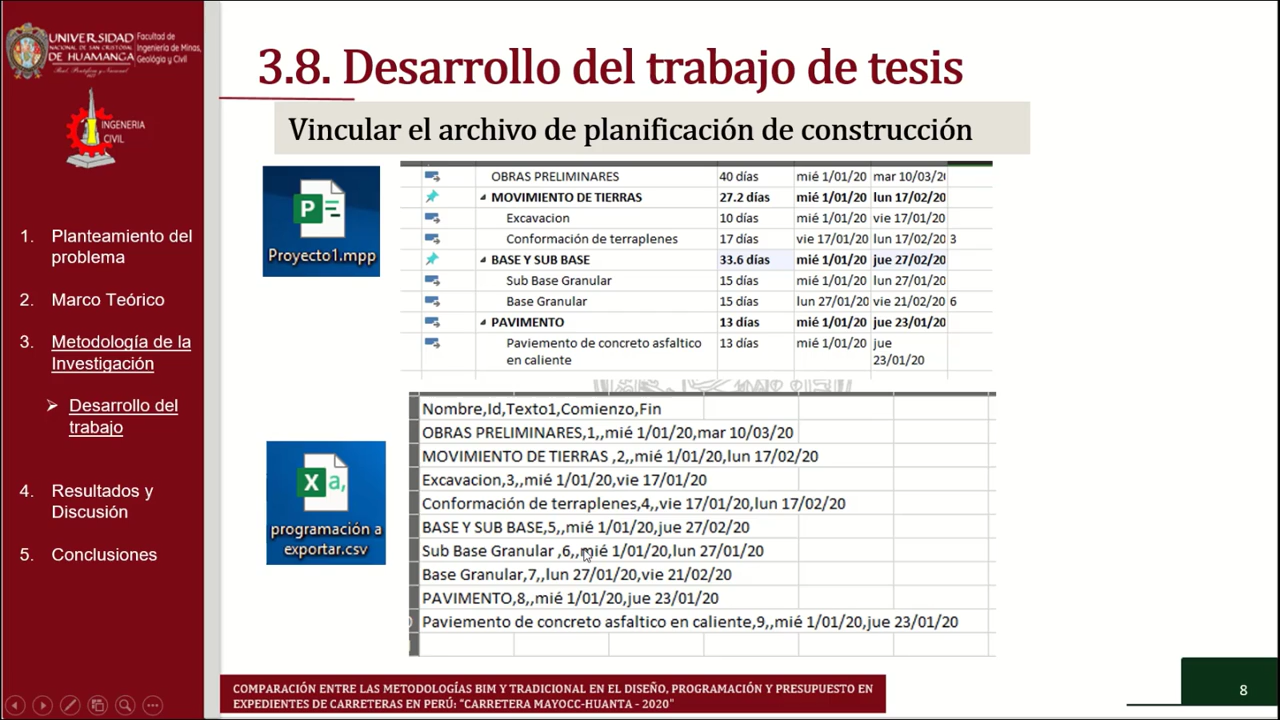 UNIVERSIDAD
NACIONAL DE SAN CRISTOBAL
DE HUAMANGA
Facultad de
Ingeniería de Minas,
Geología y Civil
INGENERIA
CIVIL
1. Planteamiento del
problema
2. Marco Teórico
3. Metodología de la
Investigación
➢ Desarrollo del
trabajo
4. Resultados y
Discusión
5. Conclusiones
3.8. Desarrollo del trabajo de tesis
Vincular el archivo de planificación de construcción
Proyecto1.mpp
OBRAS PRELIMINARES 40 días mié 1/01/20 mar 10/03/20
MOVIMIENTO DE TIERRAS 27.2 días mié 1/01/20 lun 17/02/20
Excavacion 10 días mié 1/01/20 vie 17/01/20
Conformación de terraplenes 17 días vie 17/01/20 lun 17/02/20 3
BASE Y SUB BASE 33.6 días mié 1/01/20 jue 27/02/20
Sub Base Granular 15 días mié 1/01/20 lun 27/01/20
Base Granular 15 días lun 27/01/20 vie 21/02/20 6
PAVIMENTO 13 días mié 1/01/20 jue 23/01/20
Paviemento de concreto asfaltico 13 días mié 1/01/20 jue
en caliente 23/01/20
programación a
exportar.csv
Nombre,Id,Texto1,Comienzo,Fin
OBRAS PRELIMINARES,1,,mié 1/01/20,mar 10/03/20
MOVIMIENTO DE TIERRAS ,2,,mié 1/01/20,lun 17/02/20
Excavacion,3,,mié 1/01/20,vie 17/01/20
Conformación de terraplenes,4,,vie 17/01/20,lun 17/02/20
BASE Y SUB BASE,5,,mié 1/01/20,jue 27/02/20
Sub Base Granular ,6,,mié 1/01/20,lun 27/01/20
Base Granular,7,,lun 27/01/20,vie 21/02/20
PAVIMENTO,8,,mié 1/01/20,jue 23/01/20
Paviemento de concreto asfaltico en caliente,9,,mié 1/01/20,jue 23/01/20
COMPARACIÓN ENTRE LAS METODOLOGÍAS BIM Y TRADICIONAL EN EL DISEÑO, PROGRAMACIÓN Y PRESUPUESTO EN
EXPEDIENTES DE CARRETERAS EN PERÚ: "CARRETERA MAYOCC-HUANTA - 2020"
8